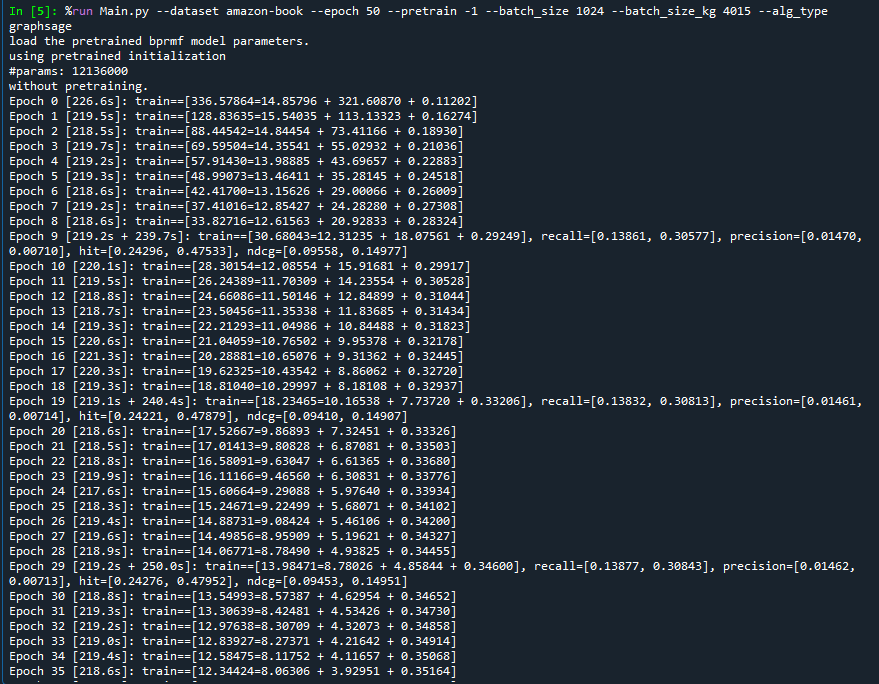 In [5]: %run Main.py --dataset amazon-book --epoch 50 --pretrain -1 --batch_size 1024 --batch_size_kg 4015 --alg_type
graphsage
load the pretrained bprmf model parameters.
using pretrained initialization
#params: 12136000
without pretraining.
Epoch 0 [226.6s]: train==[336.57864=14.85796 + 321.60870 + 0.11202]
Epoch 1 [219.5s]: train==[128.83635=15.54035 + 113.13323 + 0.16274]
Epoch 2 [218.5s]: train==[88.44542=14.84454 + 73.41166 + 0.18930]
Epoch 3 [219.7s]: train==[69.59504=14.35541 + 55.02932 + 0.21036]
Epoch 4 [219.2s]: train==[57.91430=13.98885 + 43.69657 + 0.22883]
Epoch 5 [219.3s]: train==[48.99073=13.46411 + 35.28145 + 0.24518]
Epoch 6 [218.6s]: train==[42.41700=13.15626 + 29.00066 + 0.26009]
Epoch 7 [219.2s]: train==[37.41016=12.85427 + 24.28280 + 0.27308]
Epoch 8 [218.6s]: train==[33.82716=12.61563 + 20.92833 + 0.28324]
Epoch 9 [219.2s + 239.7s]: train==[30.68043=12.31235 + 18.07561 + 0.29249], recall=[0.13861, 0.30577], precision=[0.01470,
0.00710], hit=[0.24296, 0.47533], ndcg=[0.09558, 0.14977]
Epoch 10 [220.1s]: train==[28.30154=12.08554 + 15.91681 + 0.29917]
Epoch 11 [219.5s]: train==[26.24389=11.70309 + 14.23554 + 0.30528]
Epoch 12 [218.8s]: train==[24.66086=11.50146 + 12.84899 + 0.31044]
Epoch 13 [218.7s]: train==[23.50456=11.35338 + 11.83685 + 0.31434]
Epoch 14 [219.3s]: train==[22.21293=11.04986 + 10.84488 + 0.31823]
Epoch 15 [220.6s]: train==[21.04059=10.76502 + 9.95378 + 0.32178]
Epoch 16 [221.3s]: train==[20.28881=10.65076 + 9.31362 + 0.32445]
Epoch 17 [220.3s]: train==[19.62325=10.43542 + 8.86062 + 0.32720]
Epoch 18 [219.3s]: train==[18.81040=10.29997 + 8.18108 + 0.32937]
Epoch 19 [219.1s + 240.4s]: train==[18.23465=10.16538 + 7.73720 + 0.33206], recall=[0.13832, 0.30813], precision=[0.01461,
0.00714], hit=[0.24221, 0.47879], ndcg=[0.09410, 0.14907]
Epoch 20 [218.6s]: train==[17.52667=9.86893 + 7.32451 + 0.33326]
Epoch 21 [218.5s]: train==[17.01413=9.80828 + 6.87081 + 0.33503]
Epoch 22 [218.8s]: train==[16.58091=9.63047 + 6.61365 + 0.33680]
Epoch 23 [219.9s]: train==[16.11166=9.46560 + 6.30831 + 0.33776]
Epoch 24 [217.6s]: train==[15.60664=9.29088 + 5.97640 + 0.33934]
Epoch 25 [218.3s]: train==[15.24671=9.22499 + 5.68071 + 0.34102]
Epoch 26 [219.4s]: train==[14.88731=9.08424 + 5.46106 + 0.34200]
Epoch 27 [219.6s]: train==[14.49856=8.95909 + 5.19621 + 0.34327]
Epoch 28 [218.9s]: train==[14.06771=8.78490 + 4.93825 + 0.34455]
Epoch 29 [219.2s + 250.0s]: train==[13.98471=8.78026 + 4.85844 + 0.34600], recall=[0.13877, 0.30843], precision=[0.01462,
0.00713], hit=[0.24276, 0.47952], ndcg=[0.09453, 0.14951]
Epoch 30 [218.8s]: train==[13.54993=8.57387 + 4.62954 + 0.34652]
Epoch 31 [219.3s]: train==[13.30639=8.42481 + 4.53426 + 0.34730]
Epoch 32 [219.2s]: train==[12.97638=8.30709 + 4.32073 + 0.34858]
Epoch 33 [219.0s]: train==[12.83927=8.27371 + 4.21642 + 0.34914]
Epoch 34 [219.4s]: train==[12.58475=8.11752 + 4.11657 + 0.35068]
Epoch 35 [218.6s]: train==[12.34424=8.06306 + 3.92951 + 0.35164]